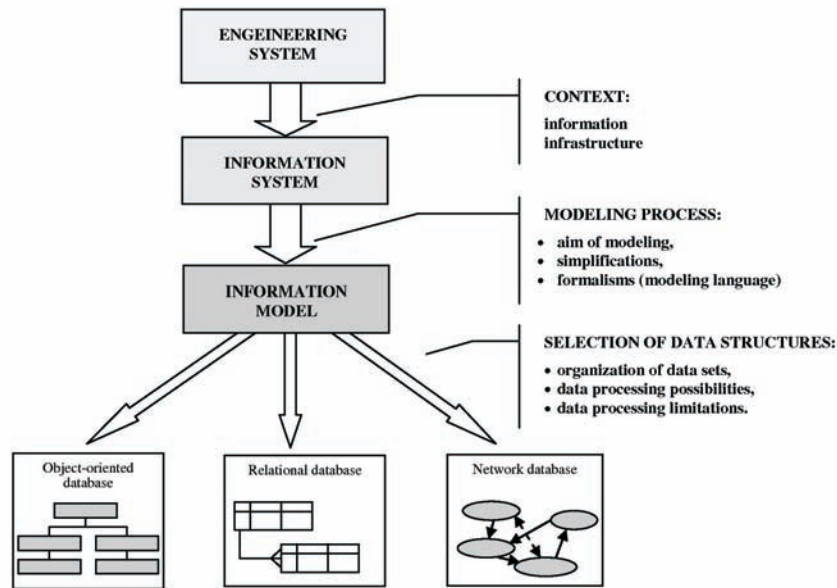 ENGEINEERING
SYSTEM
CONTEXT:
information
infrastructure
INFORMATION
SYSTEM
MODELING PROCESS:
• aim of modeling,
• simplifications,
• formalisms (modeling language)
INFORMATION
MODEL
SELECTION OF DATA STRUCTURES:
• organization of data sets,
• data processing possibilities,
• data processing limitations.
Object-oriented
database
Relational database
Network database